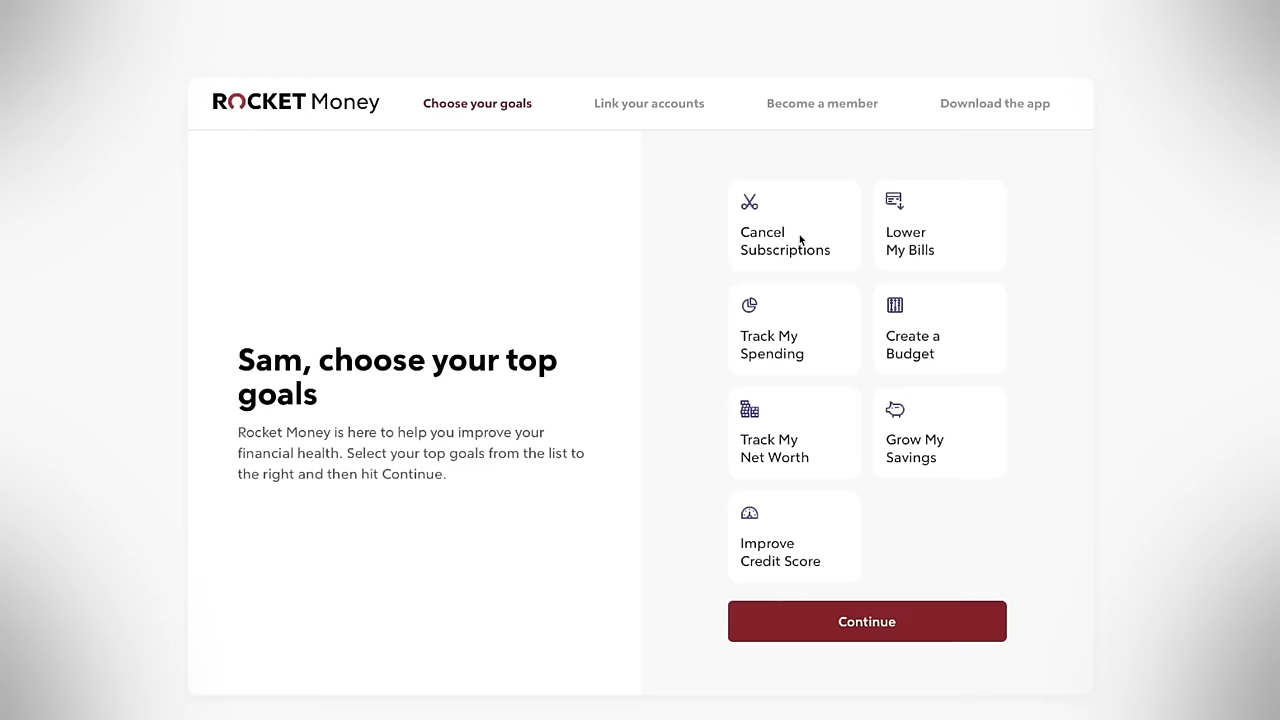 ROCKET Money
Choose your goals
Link your accounts
Become a member
Download the app
Sam, choose your top
goals
Rocket Money is here to help you improve your
financial health. Select your top goals from the list to
the right and then hit Continue.
Cancel
Subscriptions
Lower
My Bills
Track My
Spending
Create a
Budget
Track My
Net Worth
Grow My
Savings
Improve
Credit Score
Continue